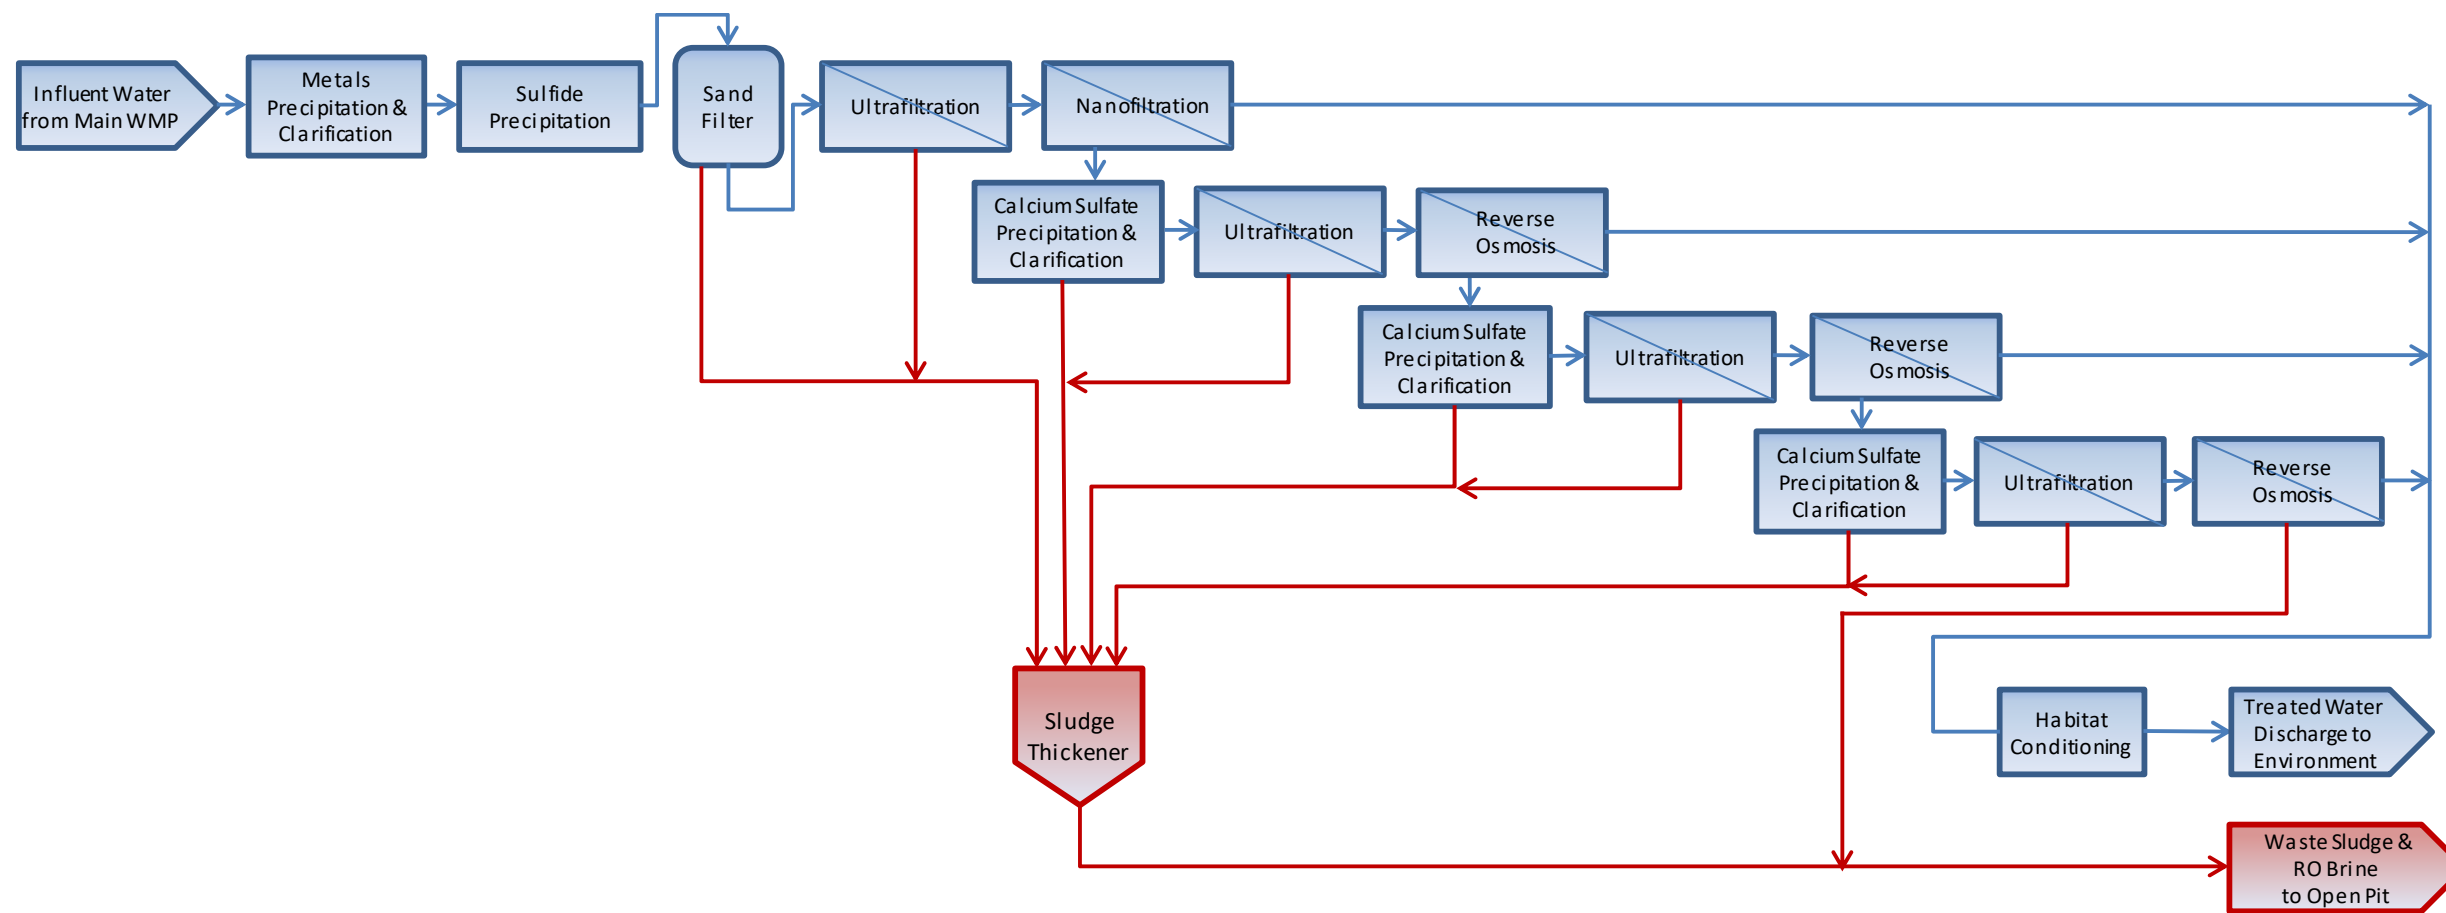 Influent Water
from Main WMP
Metals
Precipitation &
Clarification
Sulfide
Precipitation
Sand
Filter
Ultrafiltration
Nanofiltration
Calcium Sulfate
Precipitation &
Clarification
Ultrafiltration
Reverse
Osmosis
Calcium Sulfate
Precipitation &
Clarification
Ultrafiltration
Reverse
Osmosis
Calcium Sulfate
Precipitation &
Clarification
Ultrafiltration
Reverse
Osmosis
Sludge
Thickener
Habitat
Conditioning
Treated Water
Discharge to
Environment
Waste Sludge &
RO Brine
to Open Pit